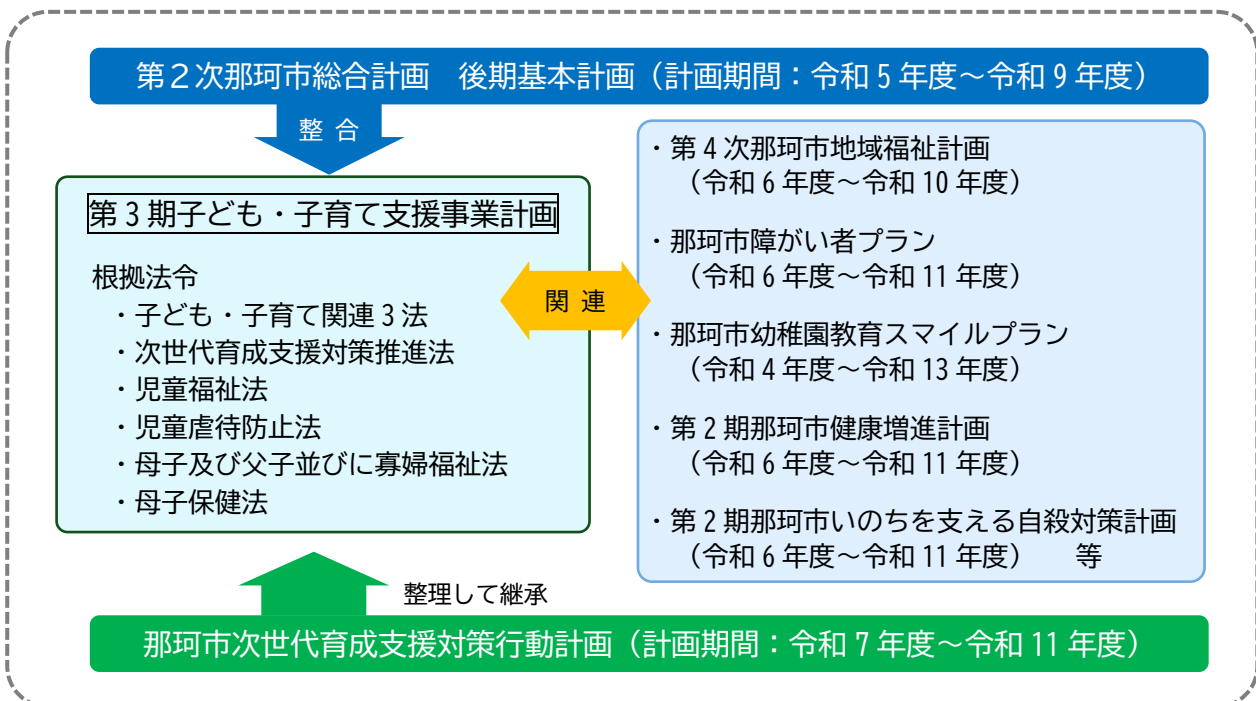 第２次那珂市総合計画　後期基本計画（計画期間：令和 5 年度～令和 9 年度）
整 合
第 3 期子ども・子育て支援事業計画
根拠法令
・子ども・子育て関連 3 法
・次世代育成支援対策推進法
・児童福祉法
・児童虐待防止法
・母子及び父子並びに寡婦福祉法
・母子保健法
関 連
・第 4 次那珂市地域福祉計画
（令和 6 年度～令和 10 年度）
・那珂市障がい者プラン
（令和 6 年度～令和 11 年度）
・那珂市幼稚園教育スマイルプラン
（令和 4 年度～令和 13 年度）
・第 2 期那珂市健康増進計画
（令和 6 年度～令和 11 年度）
・第 2 期那珂市いのちを支える自殺対策計画
（令和 6 年度～令和 11 年度）　等
整理して継承
那珂市次世代育成支援対策行動計画（計画期間：令和 7 年度～令和 11 年度）